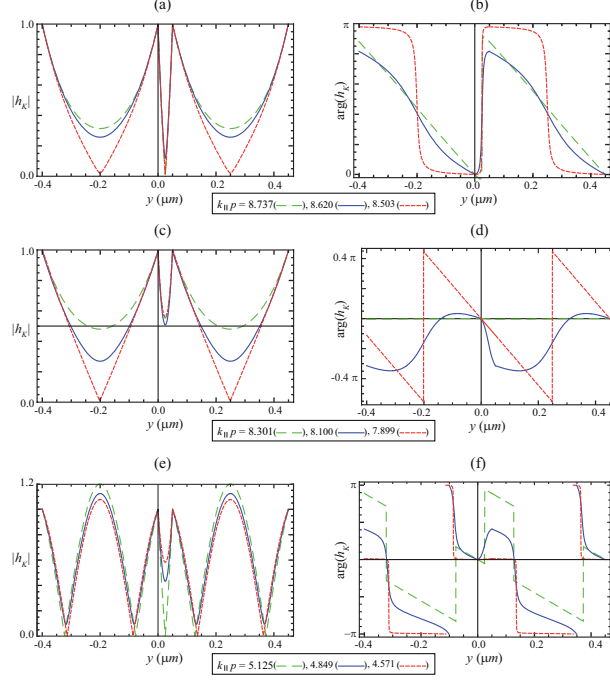 (a)
(b)
1.0
0.0
|h_K|
-0.4 -0.2 0.0 0.2 0.4
y (μm)
π
0
arg(h_K)
-0.4 -0.2 0.0 0.2 0.4
y (μm)
k_|| p = 8.737(— —), 8.620 (——), 8.503 (-----)
(c)
(d)
1.0
0.0
|h_K|
-0.4 -0.2 0.0 0.2 0.4
y (μm)
0.4 π
-0.4 π
arg(h_K)
-0.4 -0.2 0.0 0.2 0.4
y (μm)
k_|| p = 8.301(— —), 8.100 (——), 7.899 (-----)
(e)
(f)
1.2
0.0
|h_K|
-0.4 -0.2 0.0 0.2 0.4
y (μm)
π
-π
arg(h_K)
-0.4 -0.2 0.0 0.2 0.4
y (μm)
k_|| p = 5.125(— —), 4.849 (——), 4.571 (-----)